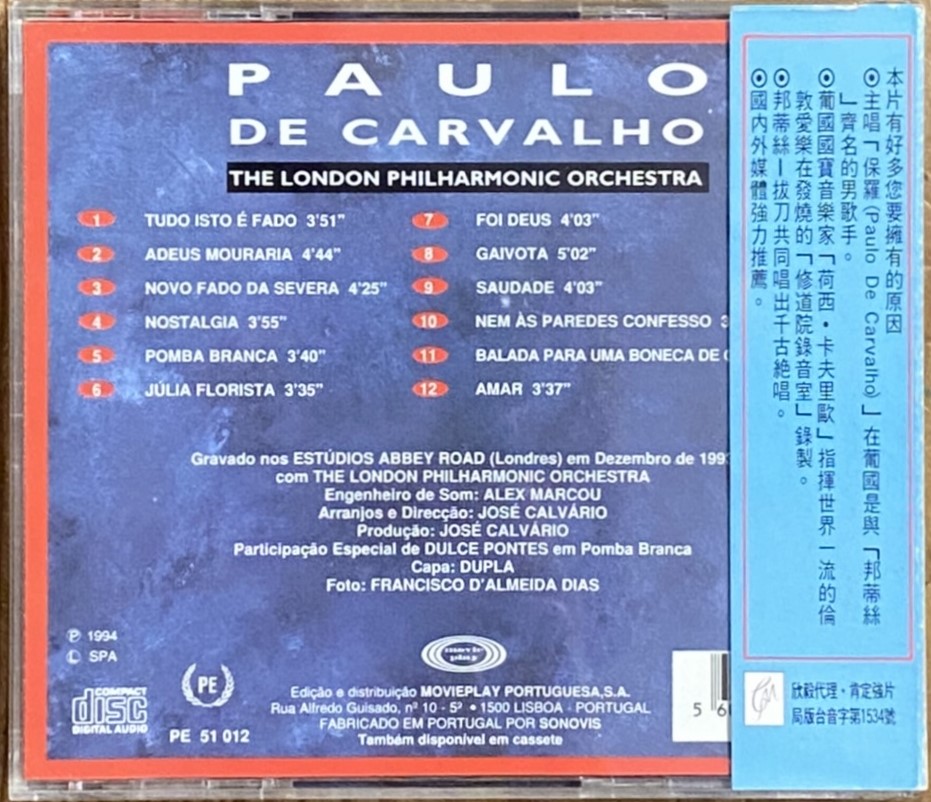 PAULO
DE CARVALHO
THE LONDON PHILHARMONIC ORCHESTRA
1 TUDO ISTO É FADO 3'51"
2 ADEUS MOURARIA 4'44"
3 NOVO FADO DA SEVERA 4'25"
4 NOSTALGIA 3'55"
5 POMBA BRANCA 3'40"
6 JÚLIA FLORISTA 3'35"
7 FOI DEUS 4'03"
8 GAIVOTA 5'02"
9 SAUDADE 4'03"
10 NEM ÀS PAREDES CONFESSO 3
11 BALADA PARA UMA BONECA DE
12 AMAR 3'37"
Gravado nos ESTÚDIOS ABBEY ROAD (Londres) em Dezembro de 199
com THE LONDON PHILHARMONIC ORCHESTRA
Engenheiro de Som: ALEX MARCOU
Arranjos e Direcção: JOSÉ CALVÁRIO
Produção: JOSÉ CALVÁRIO
Participação Especial de DULCE PONTES em Pomba Branca
Capa: DUPLA
Foto: FRANCISCO D'ALMEIDA DIAS
Ⓟ 1994
Ⓛ SPA
COMPACT
disc
DIGITAL AUDIO
PE
PE 51 012
movie
play
Edição e distribuição MOVIEPLAY PORTUGUESA,S.A.
Rua Alfredo Guisado, nº 10 - 5º • 1500 LISBOA - PORTUGAL
FABRICADO EM PORTUGAL POR SONOVIS
Também disponível em cassete
5 60
本片有好多您要擁有的原因
⊙主唱「保羅(Paulo De Carvalho)」在葡國是與「邦蒂絲
」齊名的男歌手。
⊙葡國國寶音樂家「荷西・卡夫里歐」指揮世界一流的倫
敦愛樂在發燒的「修道院錄音室」錄製。
⊙邦蒂絲—拔刀共同唱出千古絕唱。
⊙國內外媒體強力推薦。
欣毅代理・肯定強片
局版台音字第1534號